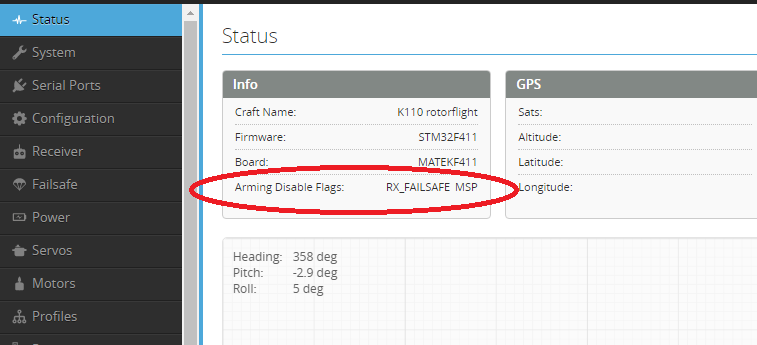 Status
System
Serial Ports
Configuration
Receiver
Failsafe
Power
Servos
Motors
Profiles
Status
Info
Craft Name: K110 rotorflight
Firmware: STM32F411
Board: MATEKF411
Arming Disable Flags: RX_FAILSAFE MSP
GPS
Sats:
Altitude:
Latitude:
Longitude:
Heading: 358 deg
Pitch: -2.9 deg
Roll: 5 deg